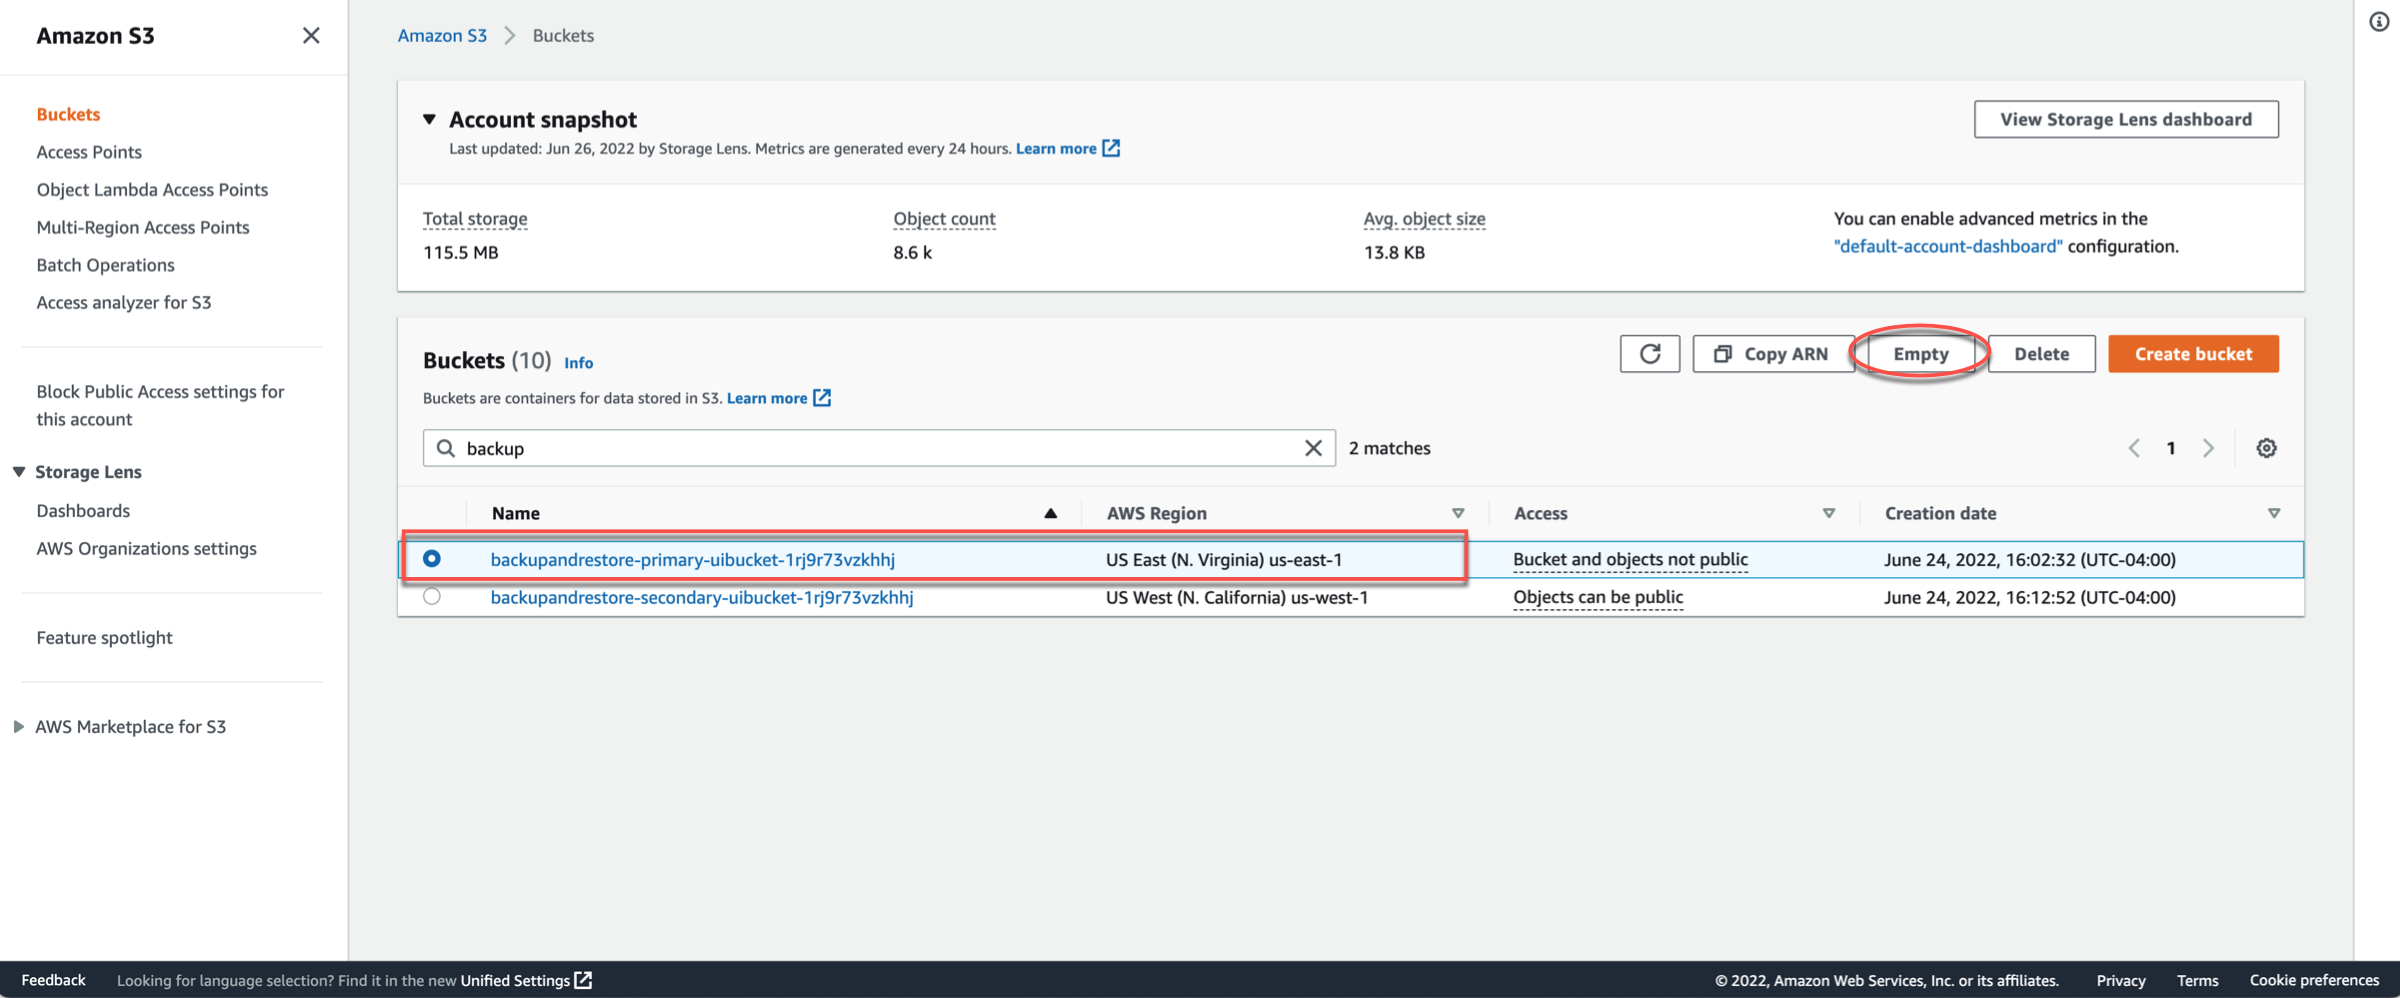 Amazon S3
Buckets
Access Points
Object Lambda Access Points
Multi-Region Access Points
Batch Operations
Access analyzer for S3
Block Public Access settings for
this account
Storage Lens
Dashboards
AWS Organizations settings
Feature spotlight
AWS Marketplace for S3
Amazon S3 Buckets
Account snapshot
View Storage Lens dashboard
Last updated: Jun 26, 2022 by Storage Lens. Metrics are generated every 24 hours. Learn more
Total storage
115.5 MB
Object count
8.6 k
Avg. object size
13.8 KB
You can enable advanced metrics in the
"default-account-dashboard" configuration.
Buckets (10) Info
Copy ARN Empty Delete Create bucket
Buckets are containers for data stored in S3. Learn more
backup 2 matches 1
Name AWS Region Access Creation date
backupandrestore-primary-uibucket-1rj9r73vzkhhj US East (N. Virginia) us-east-1 Bucket and objects not public June 24, 2022, 16:02:32 (UTC-04:00)
backupandrestore-secondary-uibucket-1rj9r73vzkhhj US West (N. California) us-west-1 Objects can be public June 24, 2022, 16:12:52 (UTC-04:00)
Feedback Looking for language selection? Find it in the new Unified Settings © 2022, Amazon Web Services, Inc. or its affiliates. Privacy Terms Cookie preferences